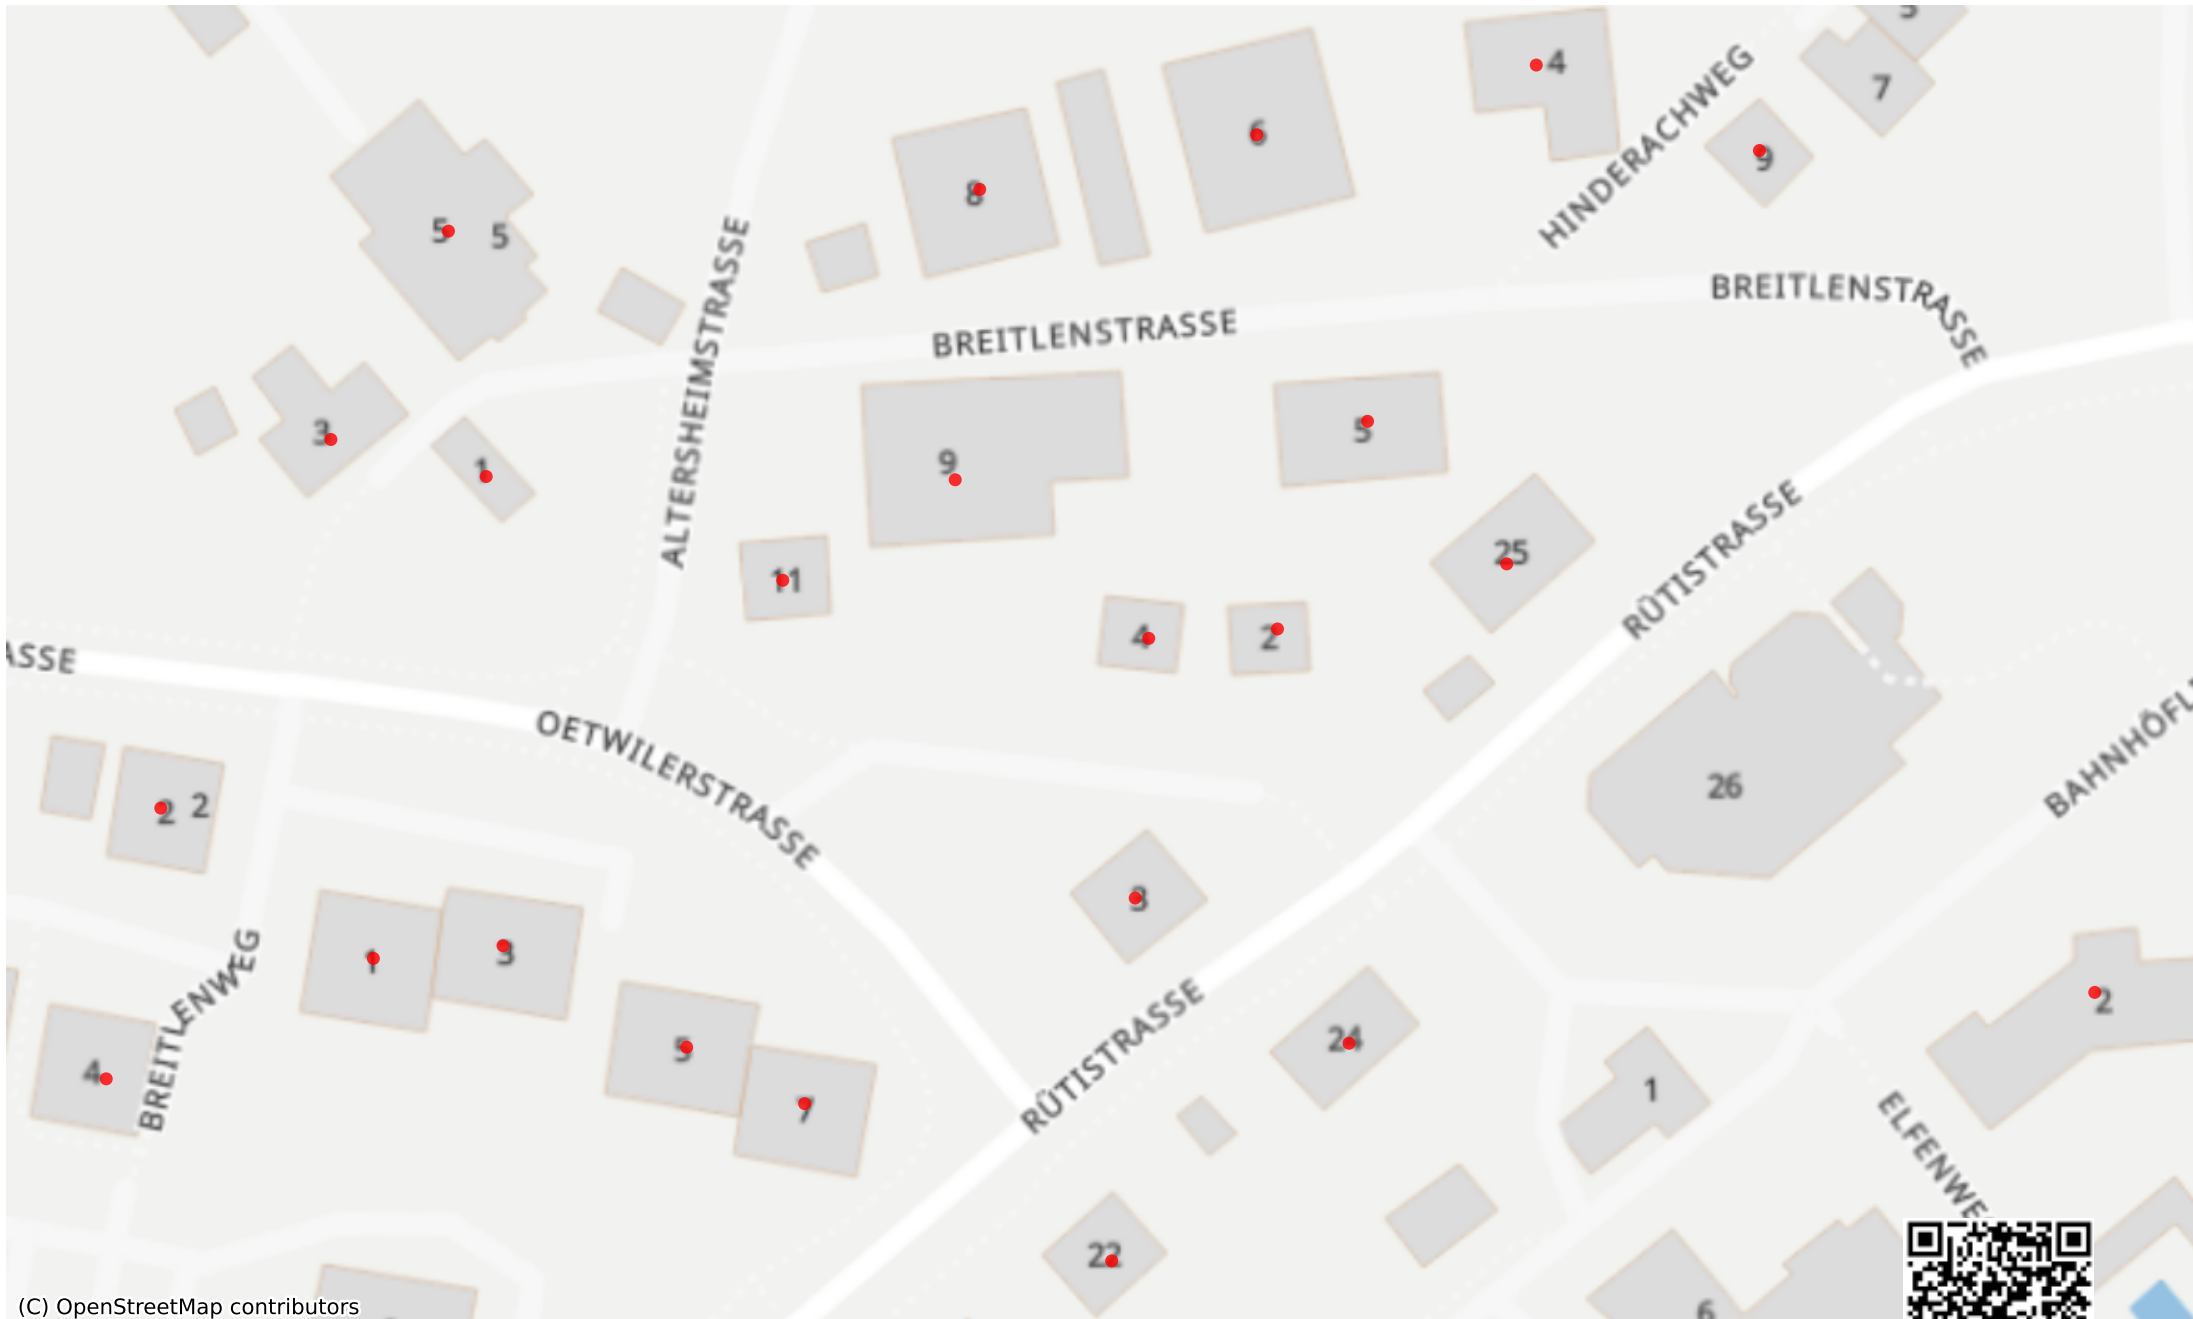 5
4
HINDERACHWEG
7
6
9
8
5 5
ALTERSHEIMSTRASSE
BREITLENSTRASSE
BREITLENSTRASSE
3
1
9
5
25
RÜTISTRASSE
11
4
2
ASSE
OETWILERSTRASSE
26
BAHNHÖFL
2 2
3
BREITLENWEG
1
3
5
7
4
RÜTISTRASSE
24
2
1
ELFENWE
22
6
(C) OpenStreetMap contributors